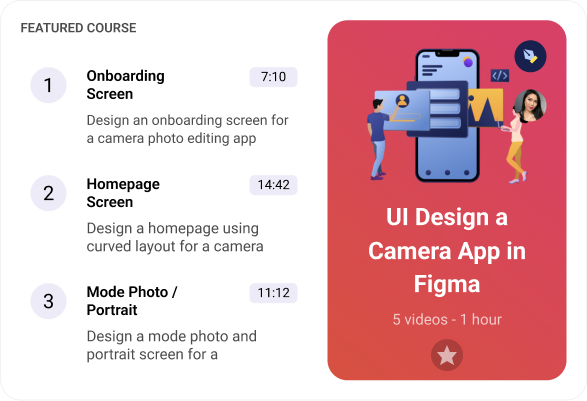 FEATURED COURSE
1
Onboarding
Screen
7:10
Design an onboarding screen for
a camera photo editing app
2
Homepage
Screen
14:42
Design a homepage using
curved layout for a camera
3
Mode Photo /
Portrait
11:12
Design a mode photo and
portrait screen for a
</>
UI Design a
Camera App in
Figma
5 videos - 1 hour